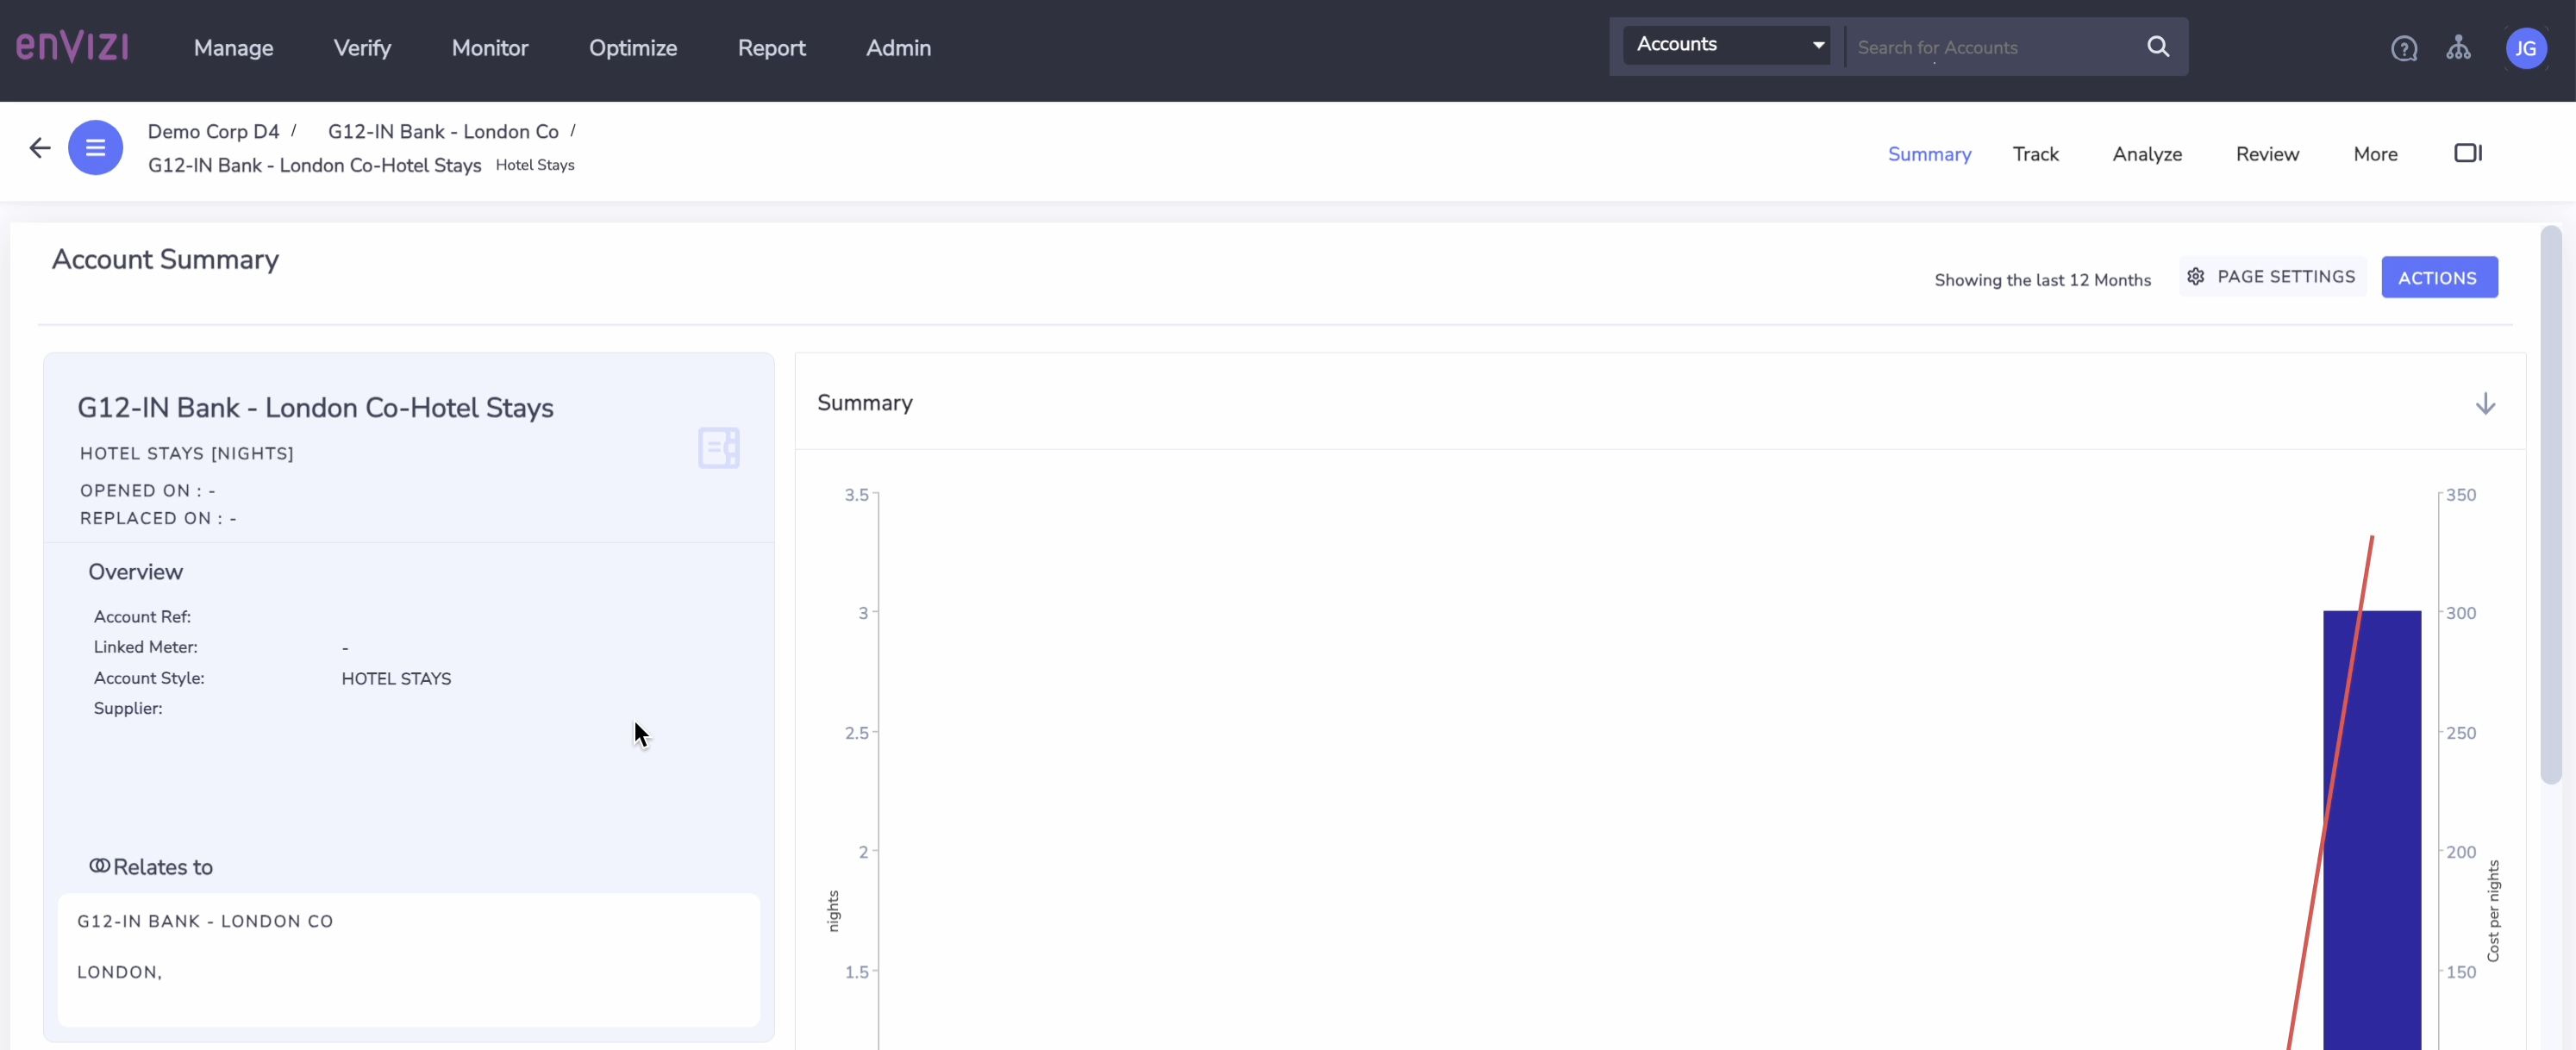 enVIZI
Manage Verify Monitor Optimize Report Admin
Accounts Search for Accounts
JG
Demo Corp D4 / G12-IN Bank - London Co /
G12-IN Bank - London Co-Hotel Stays Hotel Stays
Summary Track Analyze Review More
Account Summary
Showing the last 12 Months PAGE SETTINGS ACTIONS
G12-IN Bank - London Co-Hotel Stays
HOTEL STAYS [NIGHTS]
OPENED ON : -
REPLACED ON : -
Overview
Account Ref:
Linked Meter: -
Account Style: HOTEL STAYS
Supplier:
Relates to
G12-IN BANK - LONDON CO
LONDON,
Summary
3.5
3
2.5
2
1.5
nights
350
300
250
200
150
Cost per nights